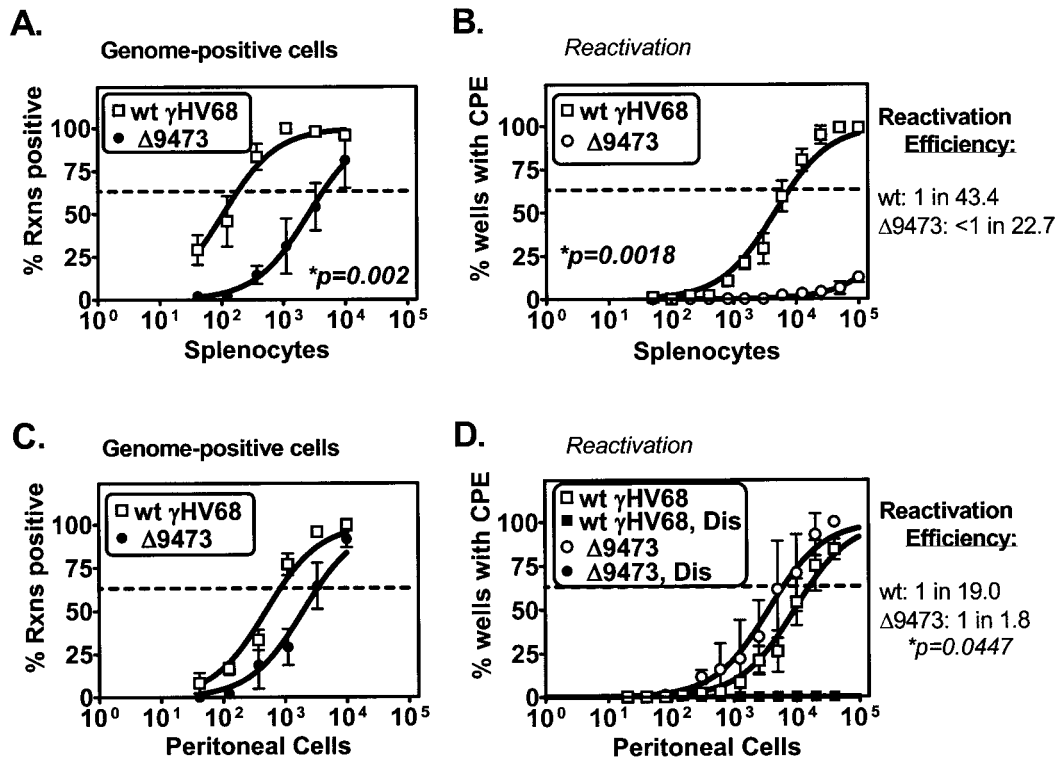 A.
Genome-positive cells
% Rxns positive
wt γHV68
Δ9473
100
75
50
25
0
*p=0.002
10⁰ 10¹ 10² 10³ 10⁴ 10⁵
Splenocytes
B.
Reactivation
% wells with CPE
wt γHV68
Δ9473
100
75
50
25
0
*p=0.0018
10⁰ 10¹ 10² 10³ 10⁴ 10⁵
Splenocytes
Reactivation
Efficiency:
wt: 1 in 43.4
Δ9473: <1 in 22.7
C.
Genome-positive cells
% Rxns positive
wt γHV68
Δ9473
100
75
50
25
0
10⁰ 10¹ 10² 10³ 10⁴ 10⁵
Peritoneal Cells
D.
Reactivation
% wells with CPE
wt γHV68
wt γHV68, Dis
Δ9473
Δ9473, Dis
100
75
50
25
0
10⁰ 10¹ 10² 10³ 10⁴ 10⁵
Peritoneal Cells
Reactivation
Efficiency:
wt: 1 in 19.0
Δ9473: 1 in 1.8
*p=0.0447